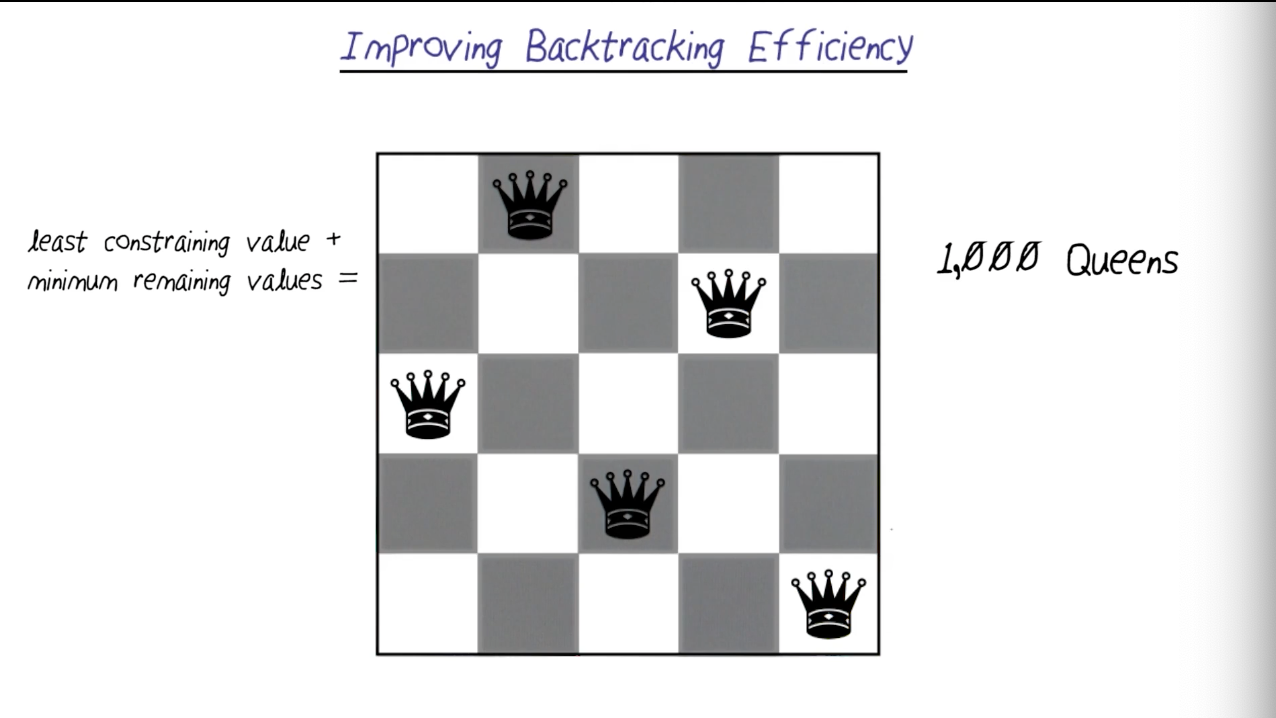 Improving Backtracking Efficiency
least constraining value +
minimum remaining values =
1,000 Queens